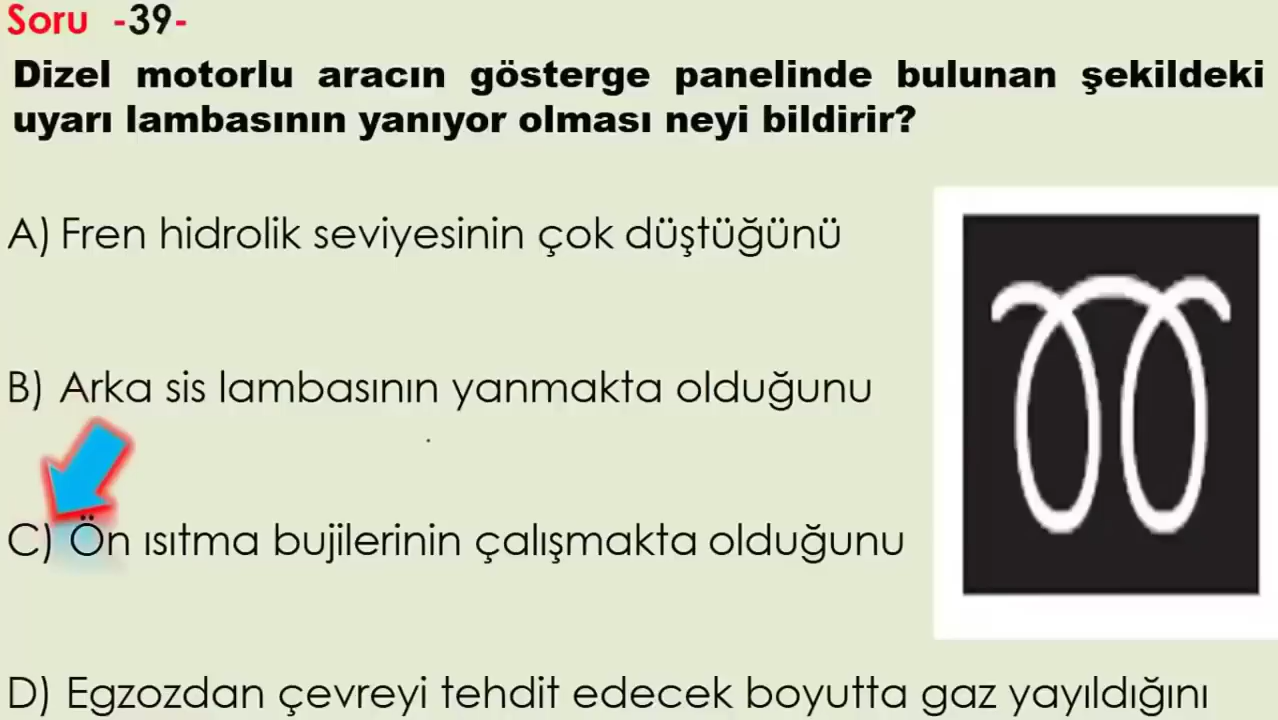 Soru -39-
Dizel motorlu aracın gösterge panelinde bulunan şekildeki
uyarı lambasının yanıyor olması neyi bildirir?
A) Fren hidrolik seviyesinin çok düştüğünü
B) Arka sis lambasının yanmakta olduğunu
C) Ön ısıtma bujilerinin çalışmakta olduğunu
D) Egzozdan çevreyi tehdit edecek boyutta gaz yayıldığını